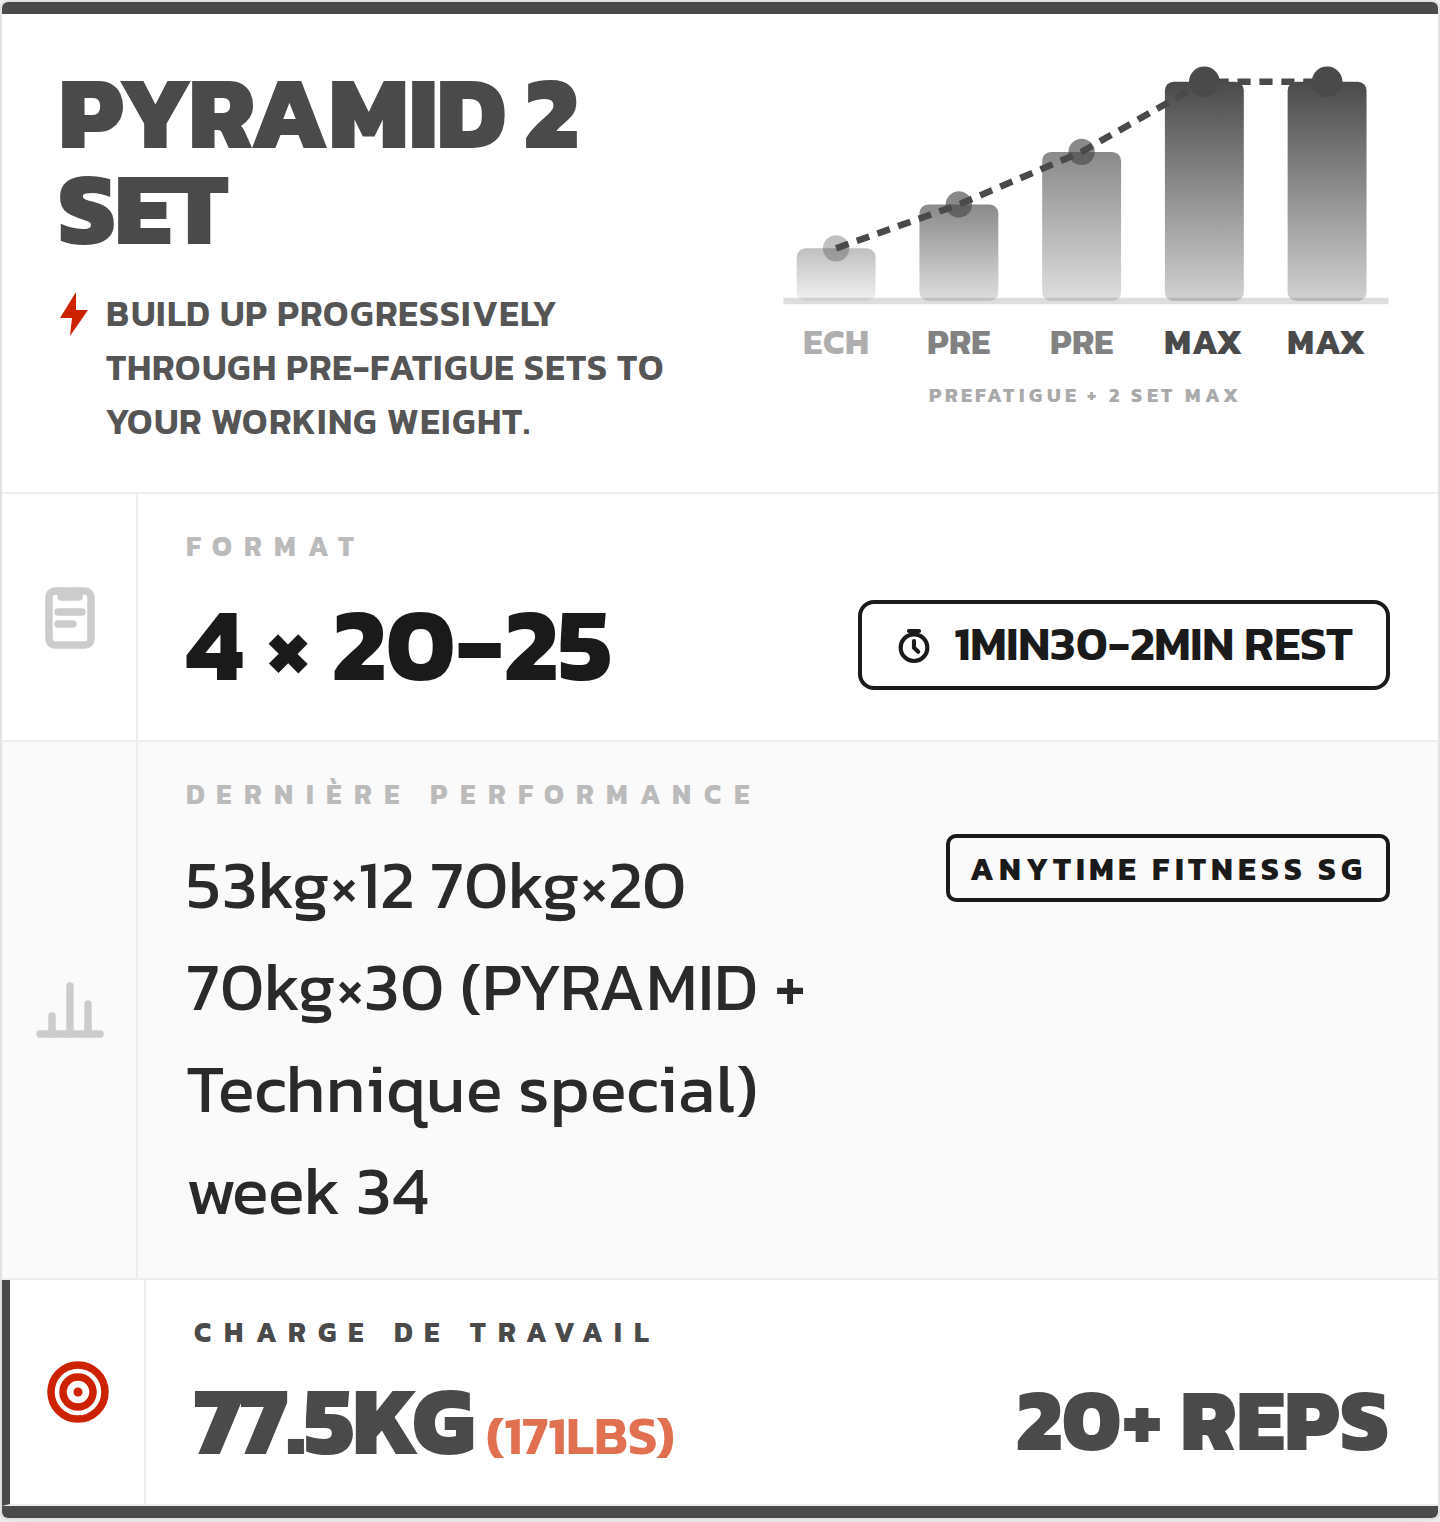 PYRAMID 2
SET
BUILD UP PROGRESSIVELY
THROUGH PRE-FATIGUE SETS TO
YOUR WORKING WEIGHT.
ECH PRE PRE MAX MAX
PREFATIGUE + 2 SET MAX
FORMAT
4 × 20-25
1MIN30-2MIN REST
DERNIÈRE PERFORMANCE
53kg×12 70kg×20
70kg×30 (PYRAMID +
Technique special)
week 34
ANYTIME FITNESS SG
CHARGE DE TRAVAIL
77.5KG (171LBS)
20+ REPS